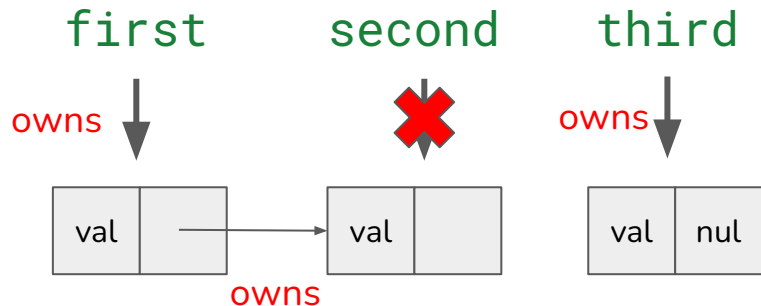 first second third
owns owns
val val val nul
owns